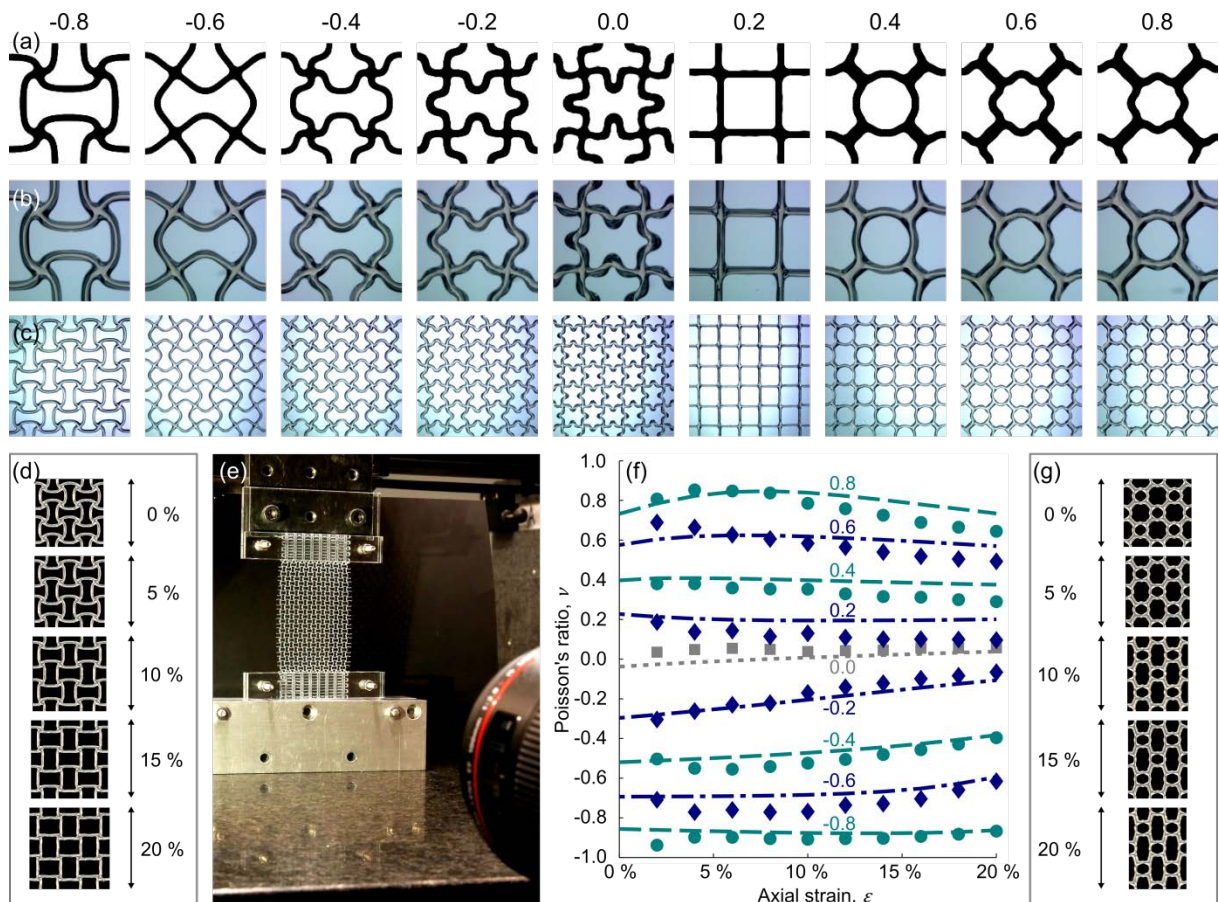 -0.8 -0.6 -0.4 -0.2 0.0 0.2 0.4 0.6 0.8
(a)
(b)
(c)
(d)
0 %
5 %
10 %
15 %
20 %
(e)
(f)
1.0
0.8
0.6
0.4
0.2
0.0
-0.2
-0.4
-0.6
-0.8
-1.0
Poisson's ratio, ν
0.8
0.6
0.4
0.2
0.0
-0.2
-0.4
-0.6
-0.8
0 % 5 % 10 % 15 % 20 %
Axial strain, ε
(g)
0 %
5 %
10 %
15 %
20 %